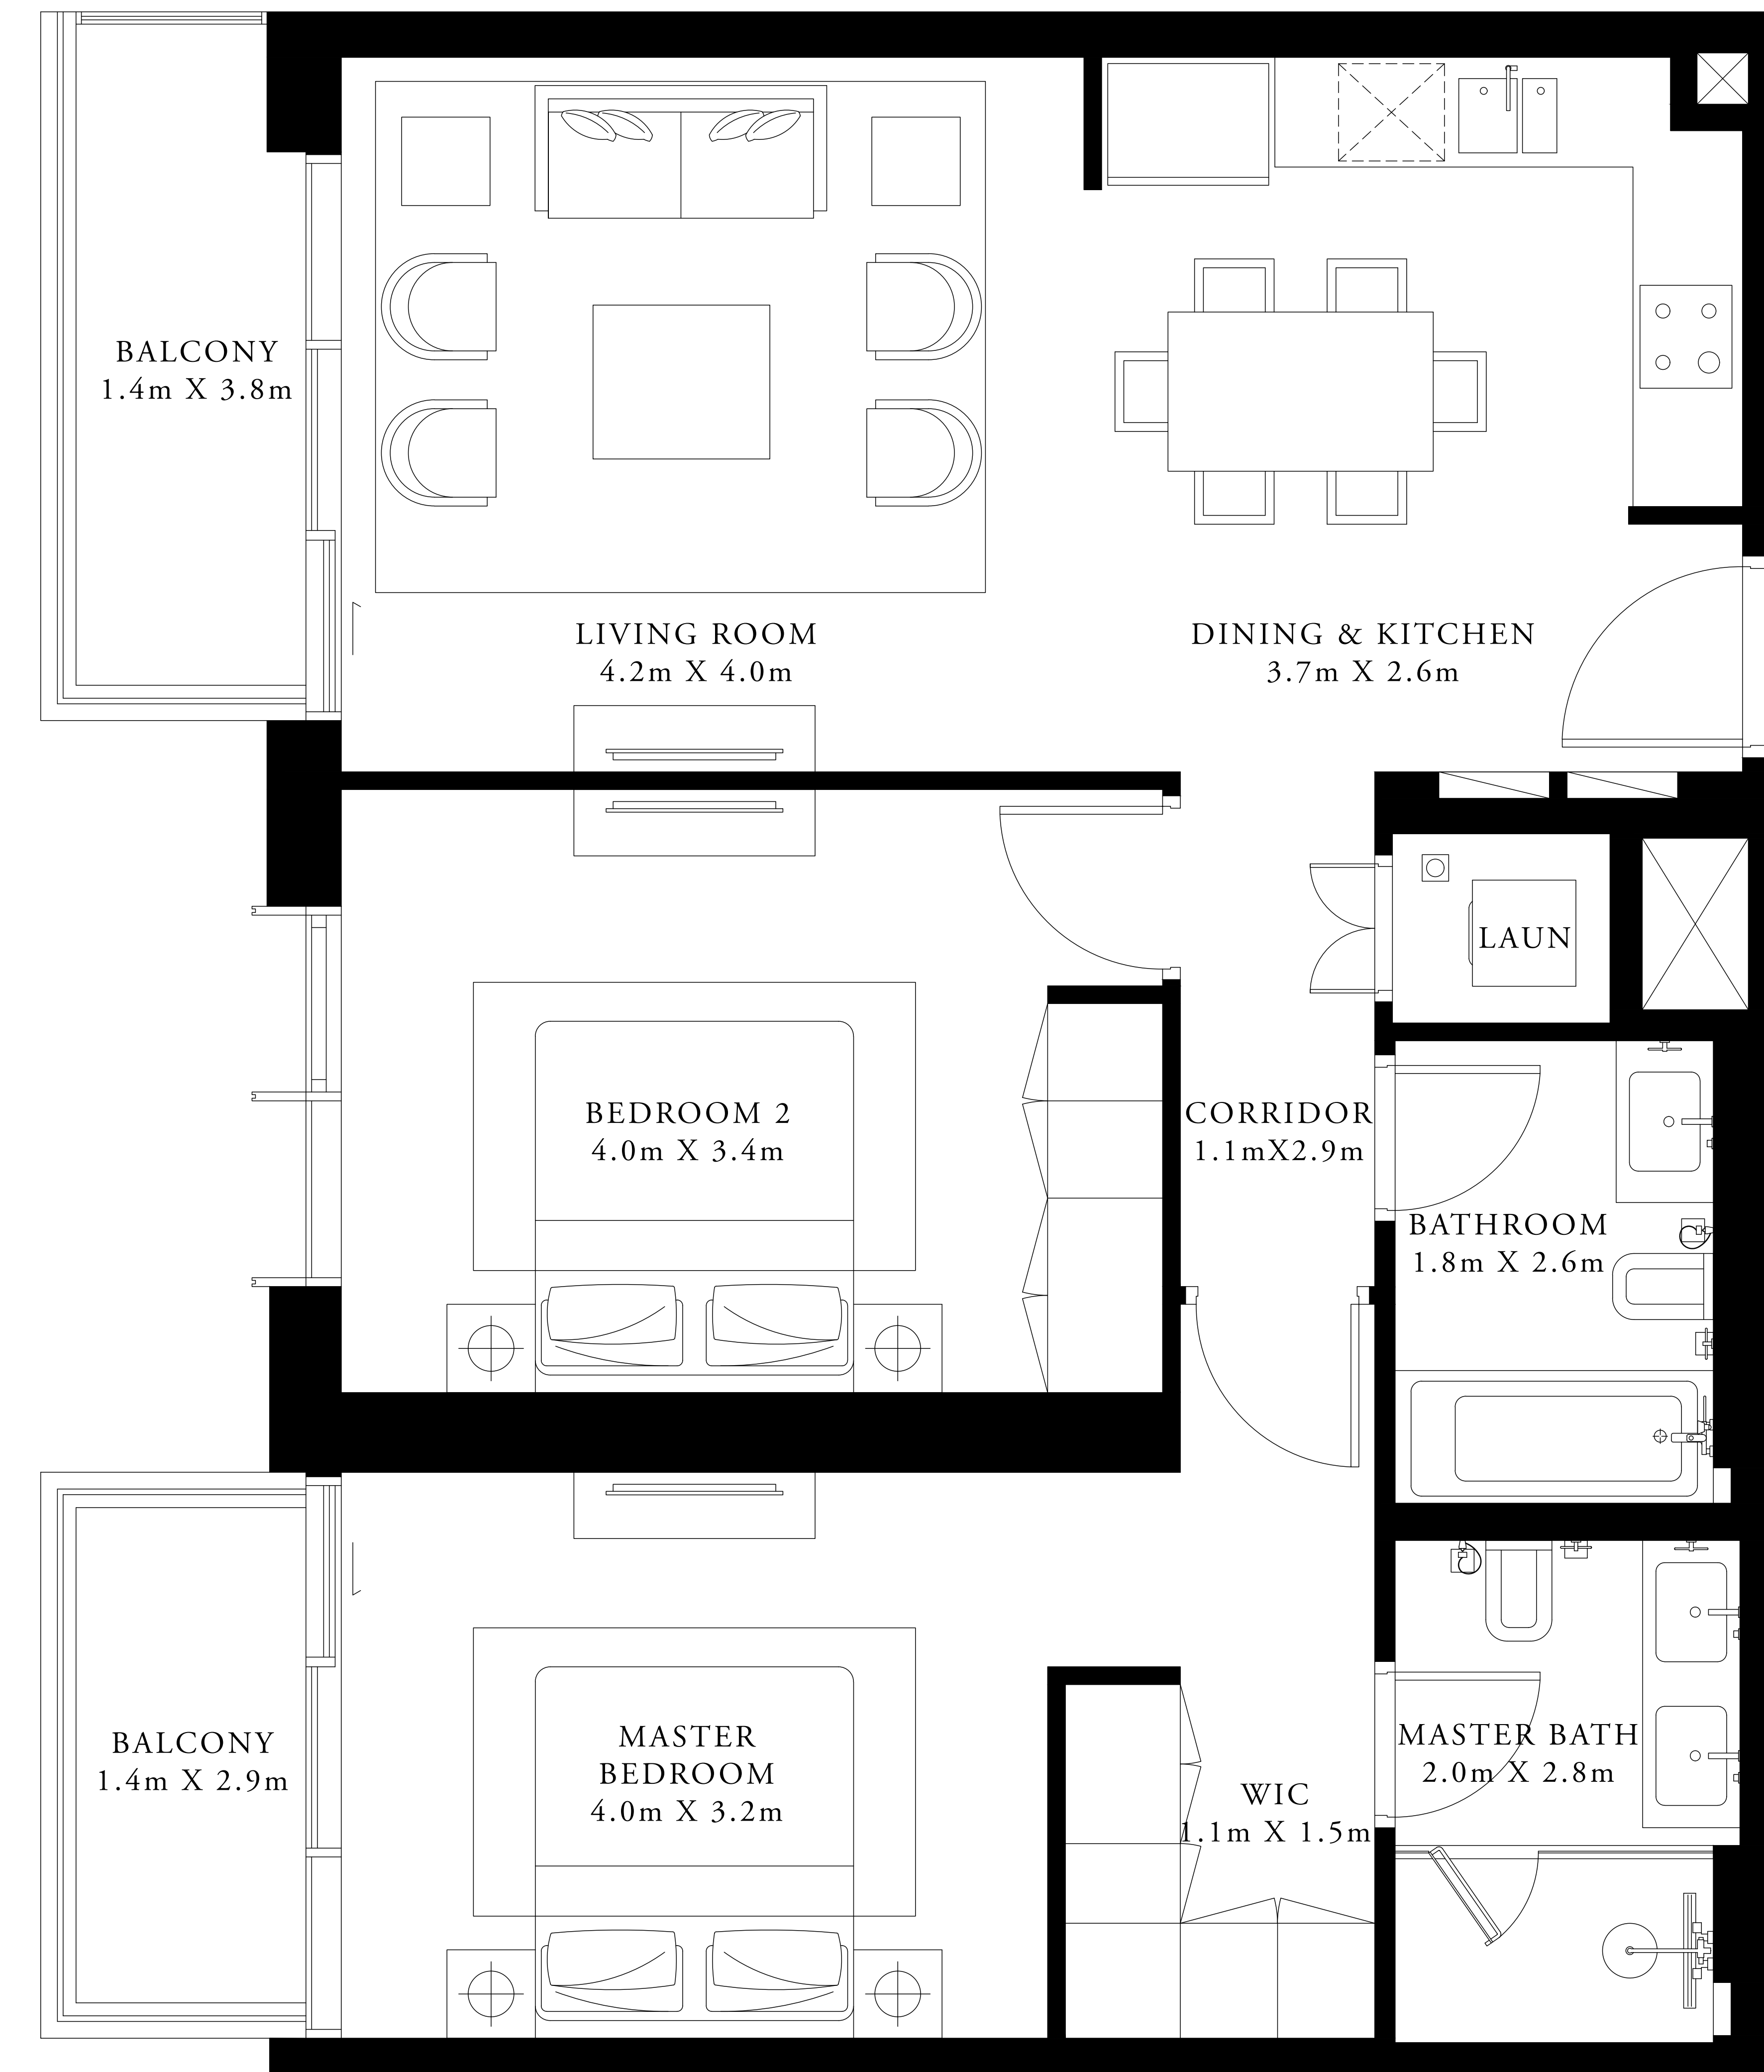 BALCONY
1.4m X 3.8m
LIVING ROOM
4.2m X 4.0m
DINING & KITCHEN
3.7m X 2.6m
LAUN
BEDROOM 2
4.0m X 3.4m
CORRIDOR
1.1mX2.9m
BATHROOM
1.8m X 2.6m
BALCONY
1.4m X 2.9m
MASTER
BEDROOM
4.0m X 3.2m
WIC
1.1m X 1.5m
MASTER BATH
2.0m X 2.8m